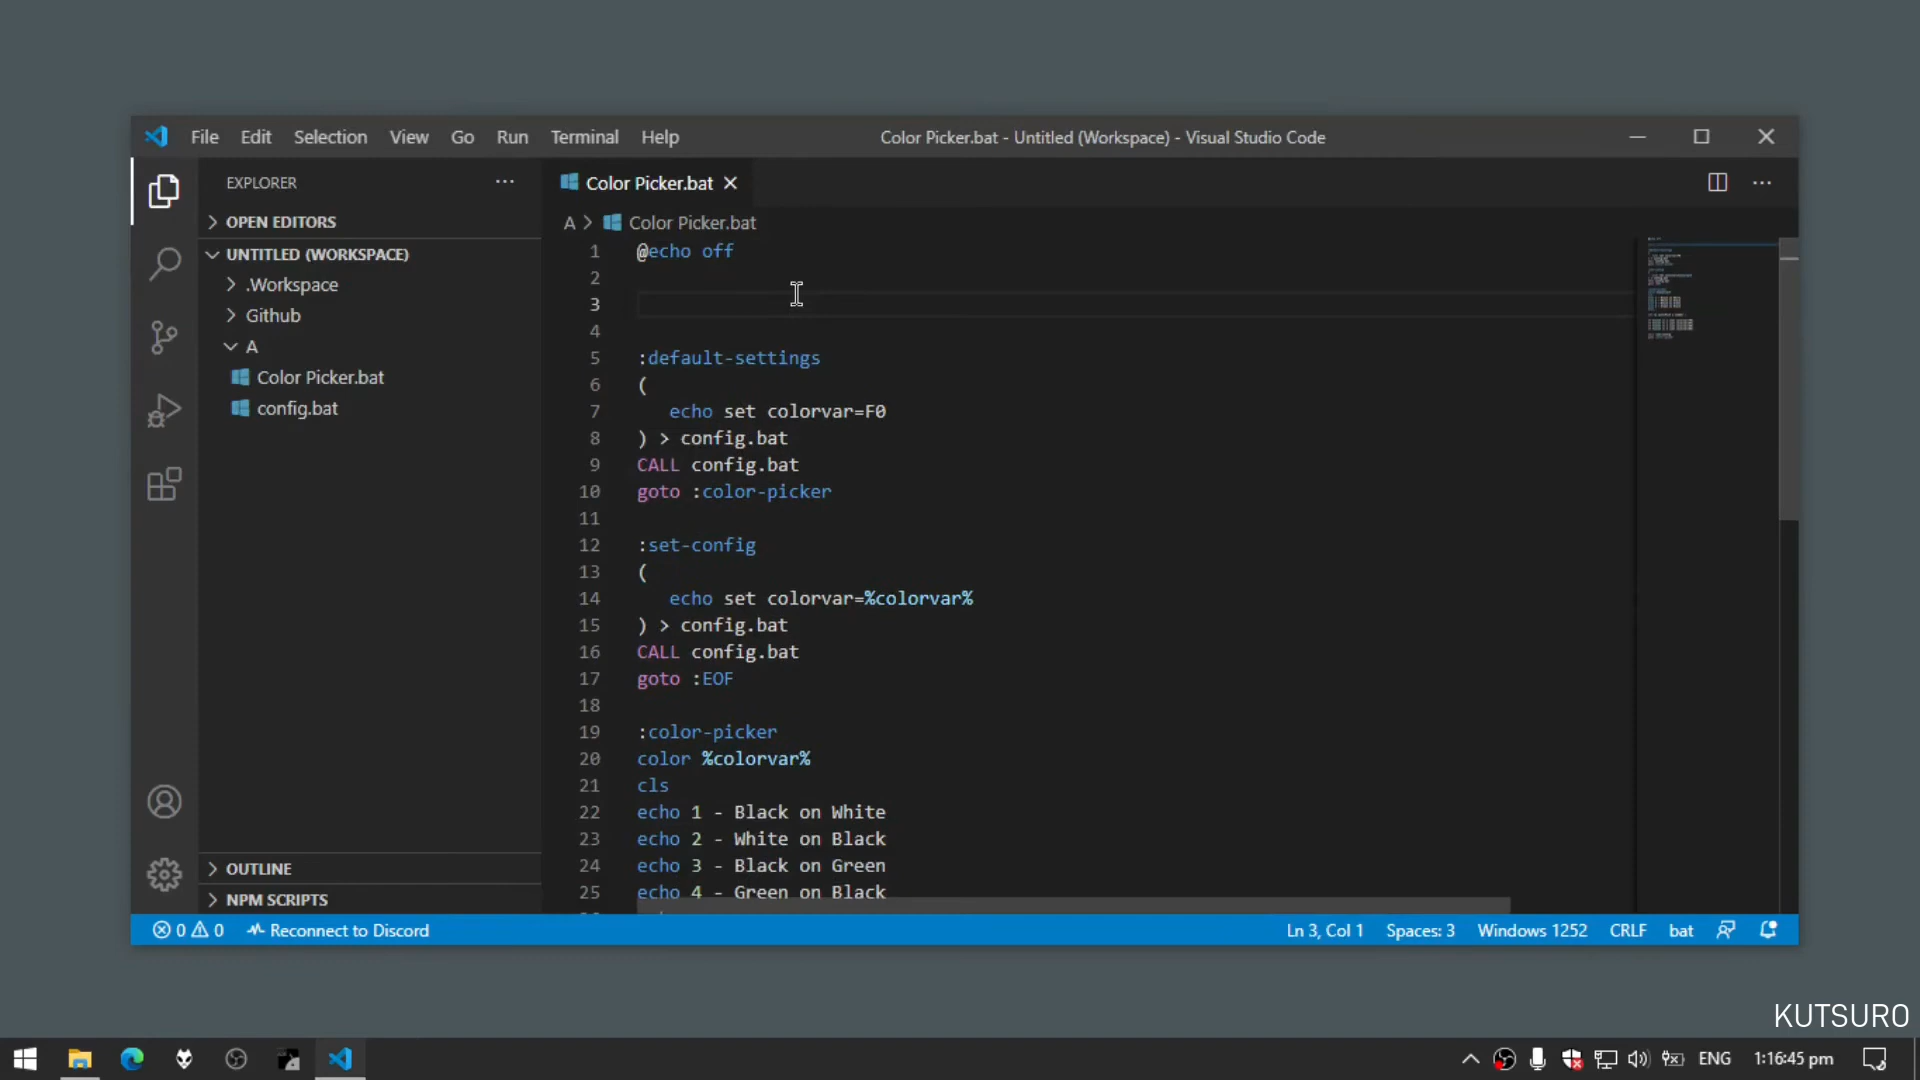 File Edit Selection View Go Run Terminal Help
Color Picker.bat - Untitled (Workspace) - Visual Studio Code
EXPLORER
OPEN EDITORS
UNTITLED (WORKSPACE)
.Workspace
Github
A
Color Picker.bat
config.bat
OUTLINE
NPM SCRIPTS
Color Picker.bat
A > Color Picker.bat
1 @echo off
2
3
4
5 :default-settings
6 (
7 echo set colorvar=F0
8 ) > config.bat
9 CALL config.bat
10 goto :color-picker
11
12 :set-config
13 (
14 echo set colorvar=%colorvar%
15 ) > config.bat
16 CALL config.bat
17 goto :EOF
18
19 :color-picker
20 color %colorvar%
21 cls
22 echo 1 - Black on White
23 echo 2 - White on Black
24 echo 3 - Black on Green
25 echo 4 - Green on Black
0 0 Reconnect to Discord
Ln 3, Col 1 Spaces: 3 Windows 1252 CRLF bat
KUTSURO
ENG 1:16:45 pm